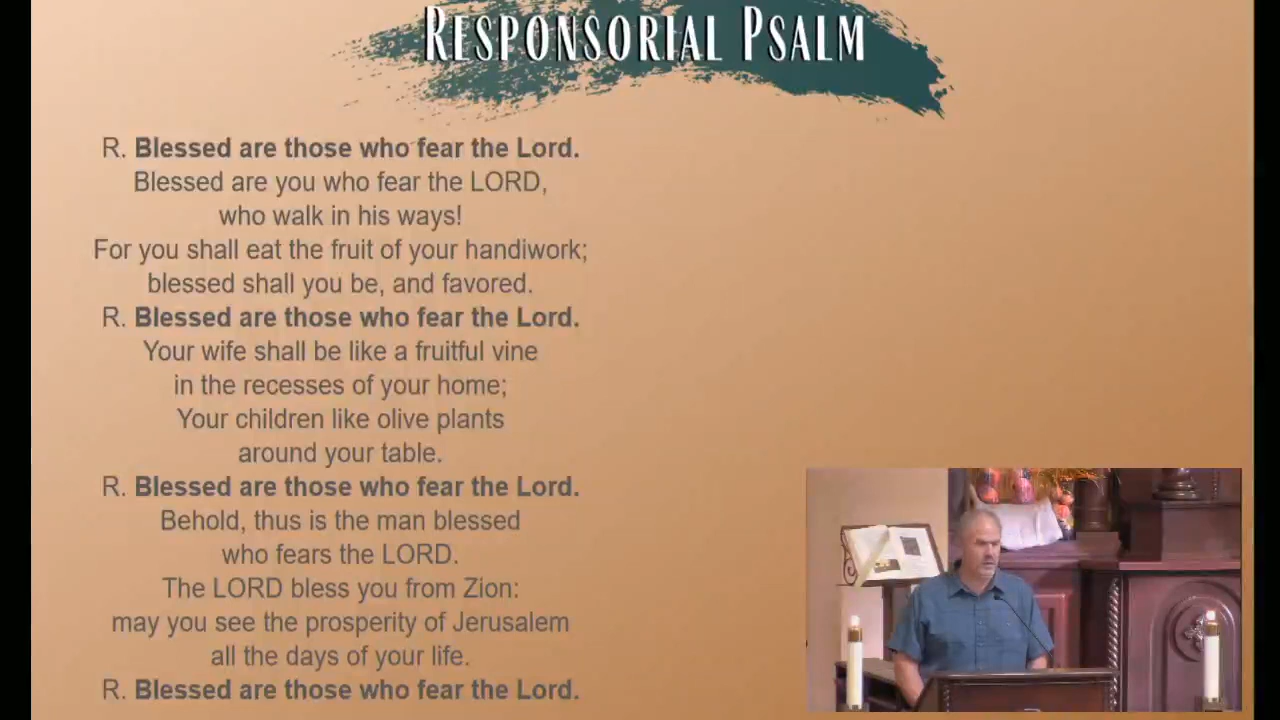 RESPONSORIAL PSALM
R. Blessed are those who fear the Lord.
Blessed are you who fear the LORD,
who walk in his ways!
For you shall eat the fruit of your handiwork;
blessed shall you be, and favored.
R. Blessed are those who fear the Lord.
Your wife shall be like a fruitful vine
in the recesses of your home;
Your children like olive plants
around your table.
R. Blessed are those who fear the Lord.
Behold, thus is the man blessed
who fears the LORD.
The LORD bless you from Zion:
may you see the prosperity of Jerusalem
all the days of your life.
R. Blessed are those who fear the Lord.